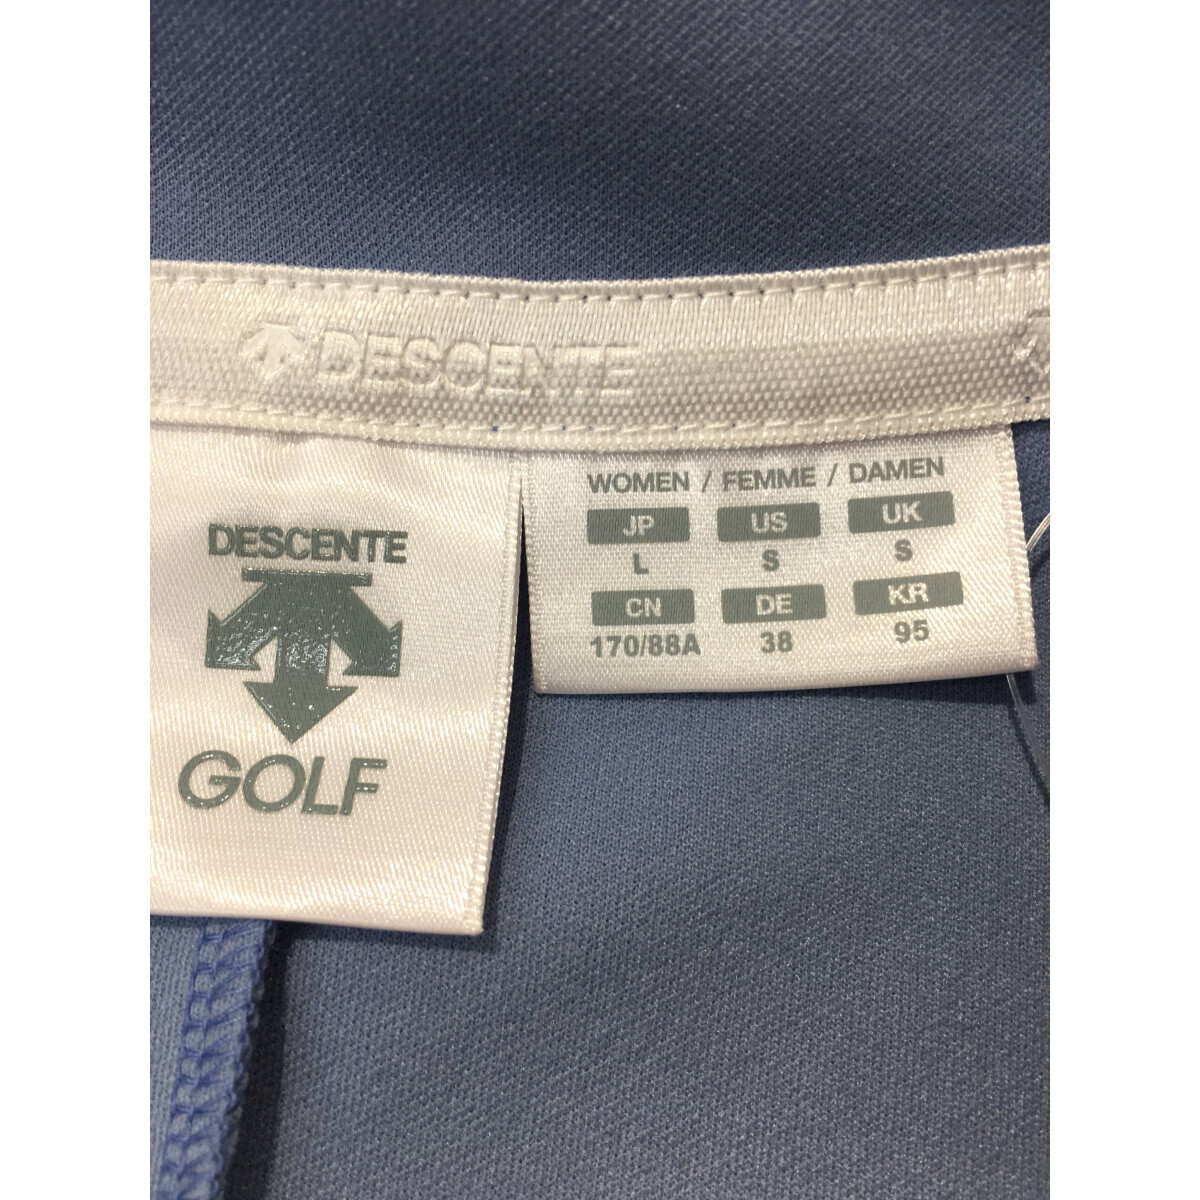 DESCENTE
DESCENTE
GOLF
WOMEN / FEMME / DAMEN
JP US UK
L S S
CN DE KR
170/88A 38 95